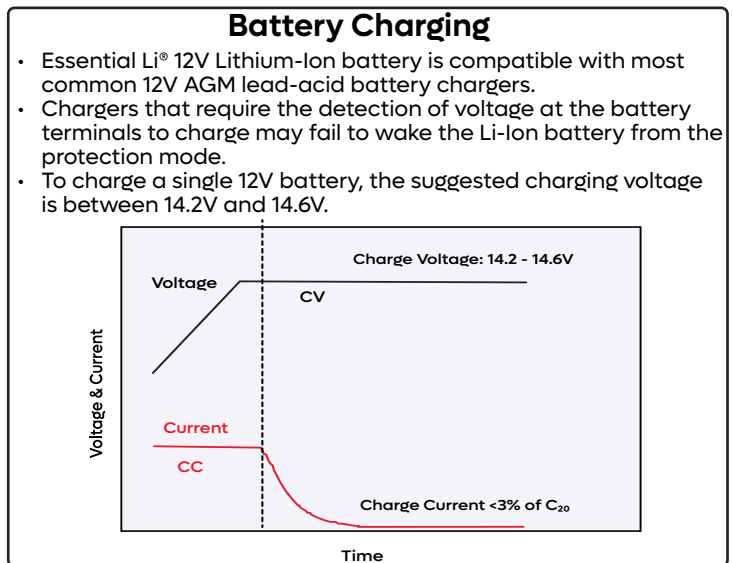 Battery Charging
• Essential Li® 12V Lithium-Ion battery is compatible with most
common 12V AGM lead-acid battery chargers.
• Chargers that require the detection of voltage at the battery
terminals to charge may fail to wake the Li-Ion battery from the
protection mode.
• To charge a single 12V battery, the suggested charging voltage
is between 14.2V and 14.6V.
Charge Voltage: 14.2 - 14.6V
Voltage
CV
Voltage & Current
Current
CC
Charge Current <3% of C₂₀
Time